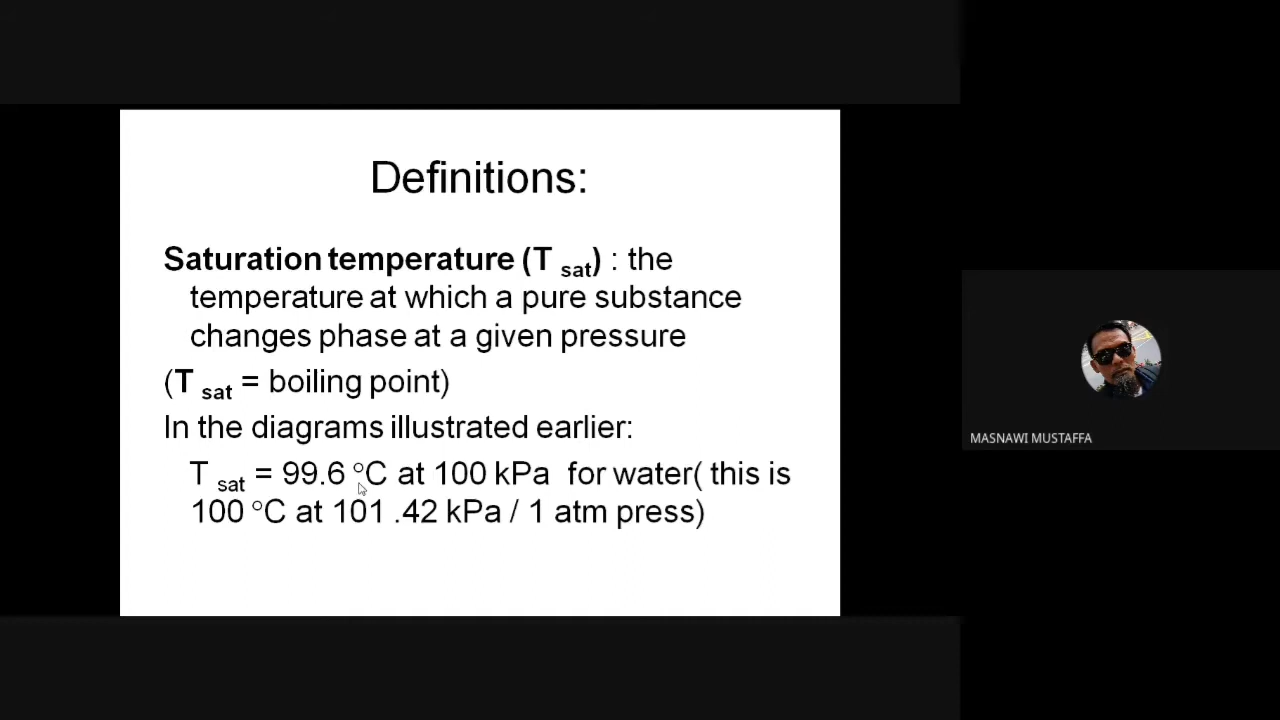 Definitions:
Saturation temperature (T sat) : the
temperature at which a pure substance
changes phase at a given pressure
(T sat = boiling point)
In the diagrams illustrated earlier:
T sat = 99.6 °C at 100 kPa for water( this is
100 °C at 101 .42 kPa / 1 atm press)
MASNAWI MUSTAFFA